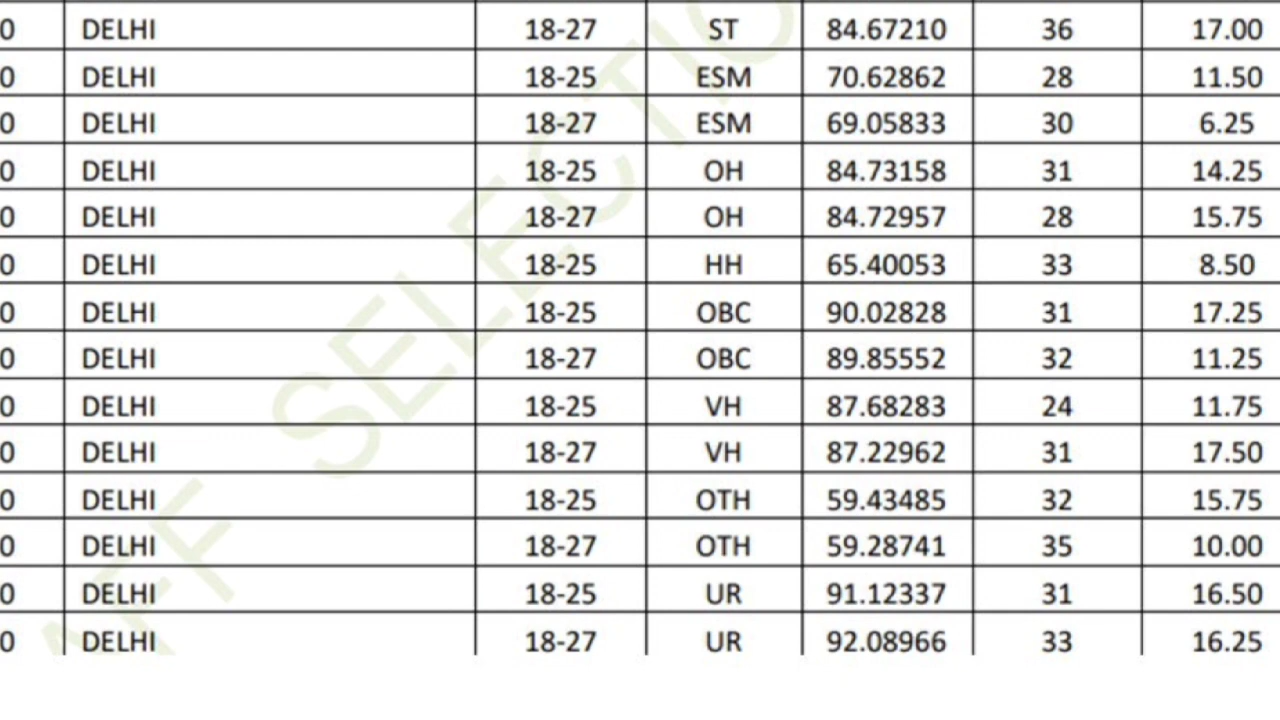 0 DELHI 18-27 ST 84.67210 36 17.00
0 DELHI 18-25 ESM 70.62862 28 11.50
0 DELHI 18-27 ESM 69.05833 30 6.25
0 DELHI 18-25 OH 84.73158 31 14.25
0 DELHI 18-27 OH 84.72957 28 15.75
0 DELHI 18-25 HH 65.40053 33 8.50
0 DELHI 18-25 OBC 90.02828 31 17.25
0 DELHI 18-27 OBC 89.85552 32 11.25
0 DELHI 18-25 VH 87.68283 24 11.75
0 DELHI 18-27 VH 87.22962 31 17.50
0 DELHI 18-25 OTH 59.43485 32 15.75
0 DELHI 18-27 OTH 59.28741 35 10.00
0 DELHI 18-25 UR 91.12337 31 16.50
0 DELHI 18-27 UR 92.08966 33 16.25
AFF SELECTIO